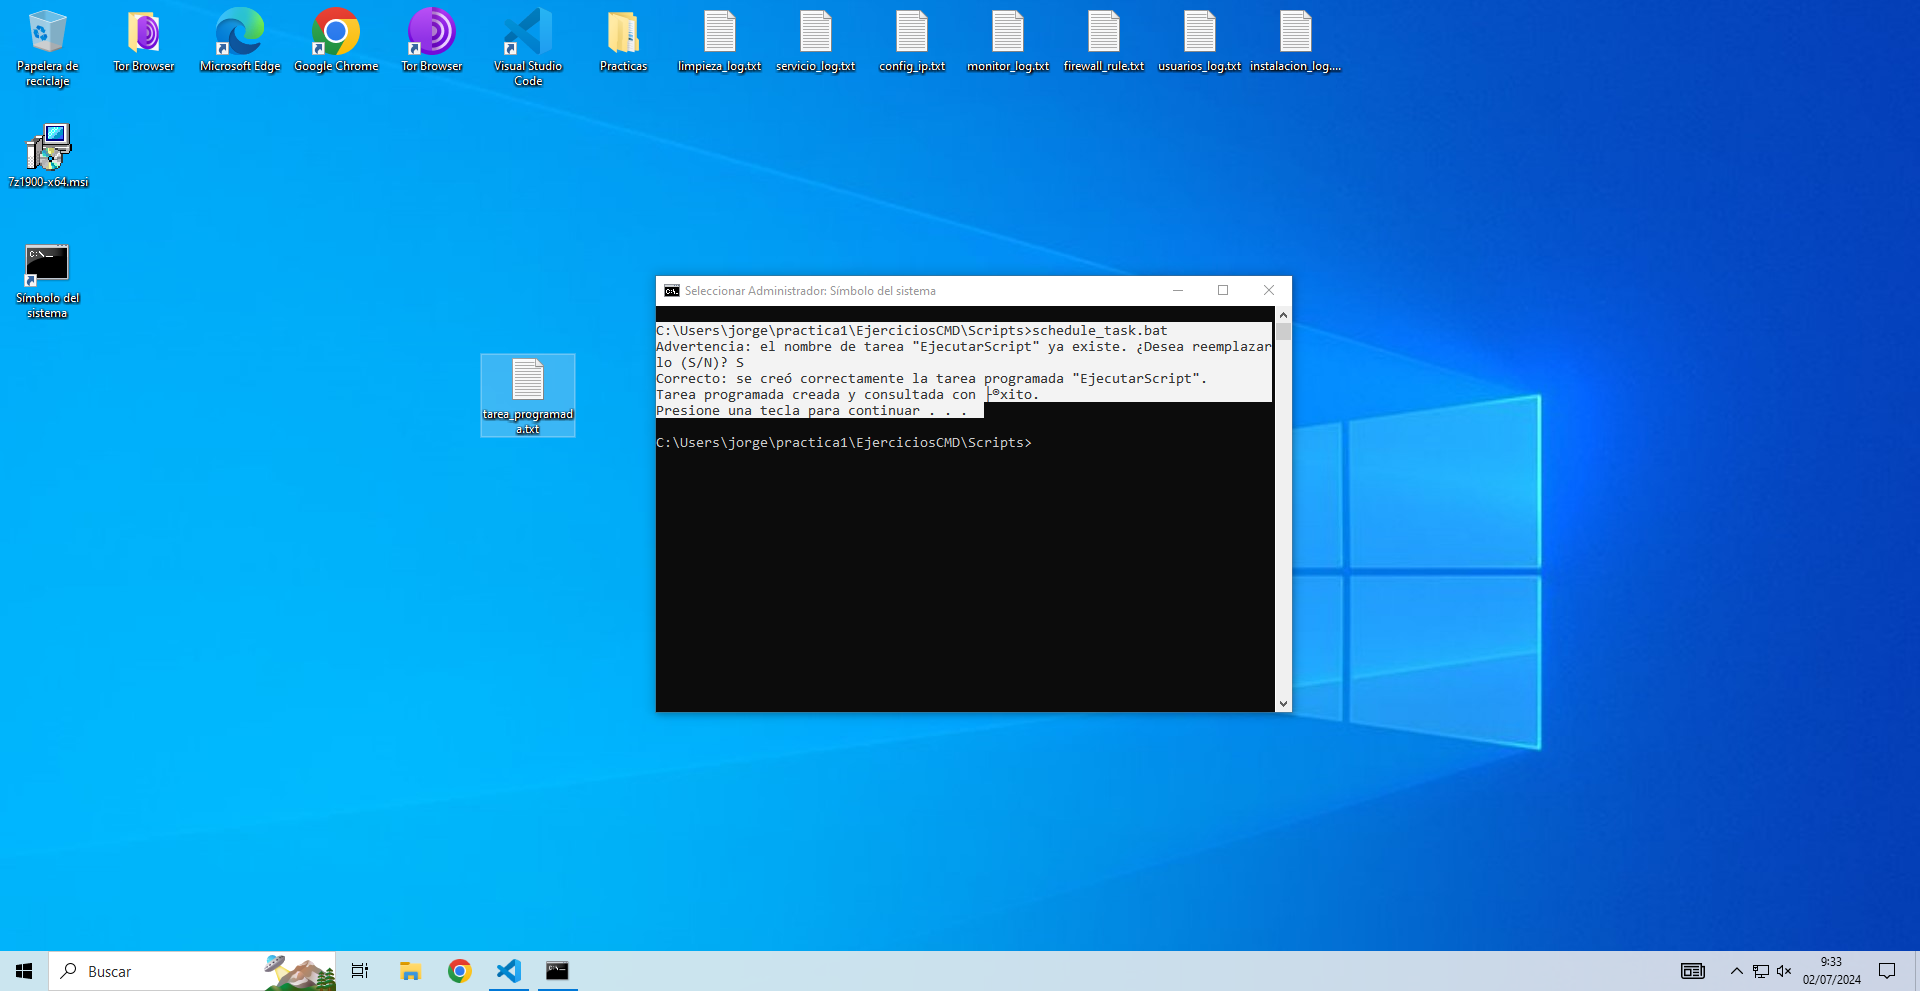 Papelera de
reciclaje
Tor Browser
Microsoft Edge
Google Chrome
Tor Browser
Visual Studio
Code
Practicas
limpieza_log.txt
servicio_log.txt
config_ip.txt
monitor_log.txt
firewall_rule.txt
usuarios_log.txt
instalacion_log....
7z1900-x64.msi
Símbolo del
sistema
tarea_programad
a.txt
Seleccionar Administrador: Símbolo del sistema
C:\Users\jorge\practica1\EjerciciosCMD\Scripts>schedule_task.bat
Advertencia: el nombre de tarea "EjecutarScript" ya existe. ¿Desea reemplazar
lo (S/N)? S
Correcto: se creó correctamente la tarea programada "EjecutarScript".
Tarea programada creada y consultada con ├®xito.
Presione una tecla para continuar . . .
C:\Users\jorge\practica1\EjerciciosCMD\Scripts>
Buscar
9:33
02/07/2024